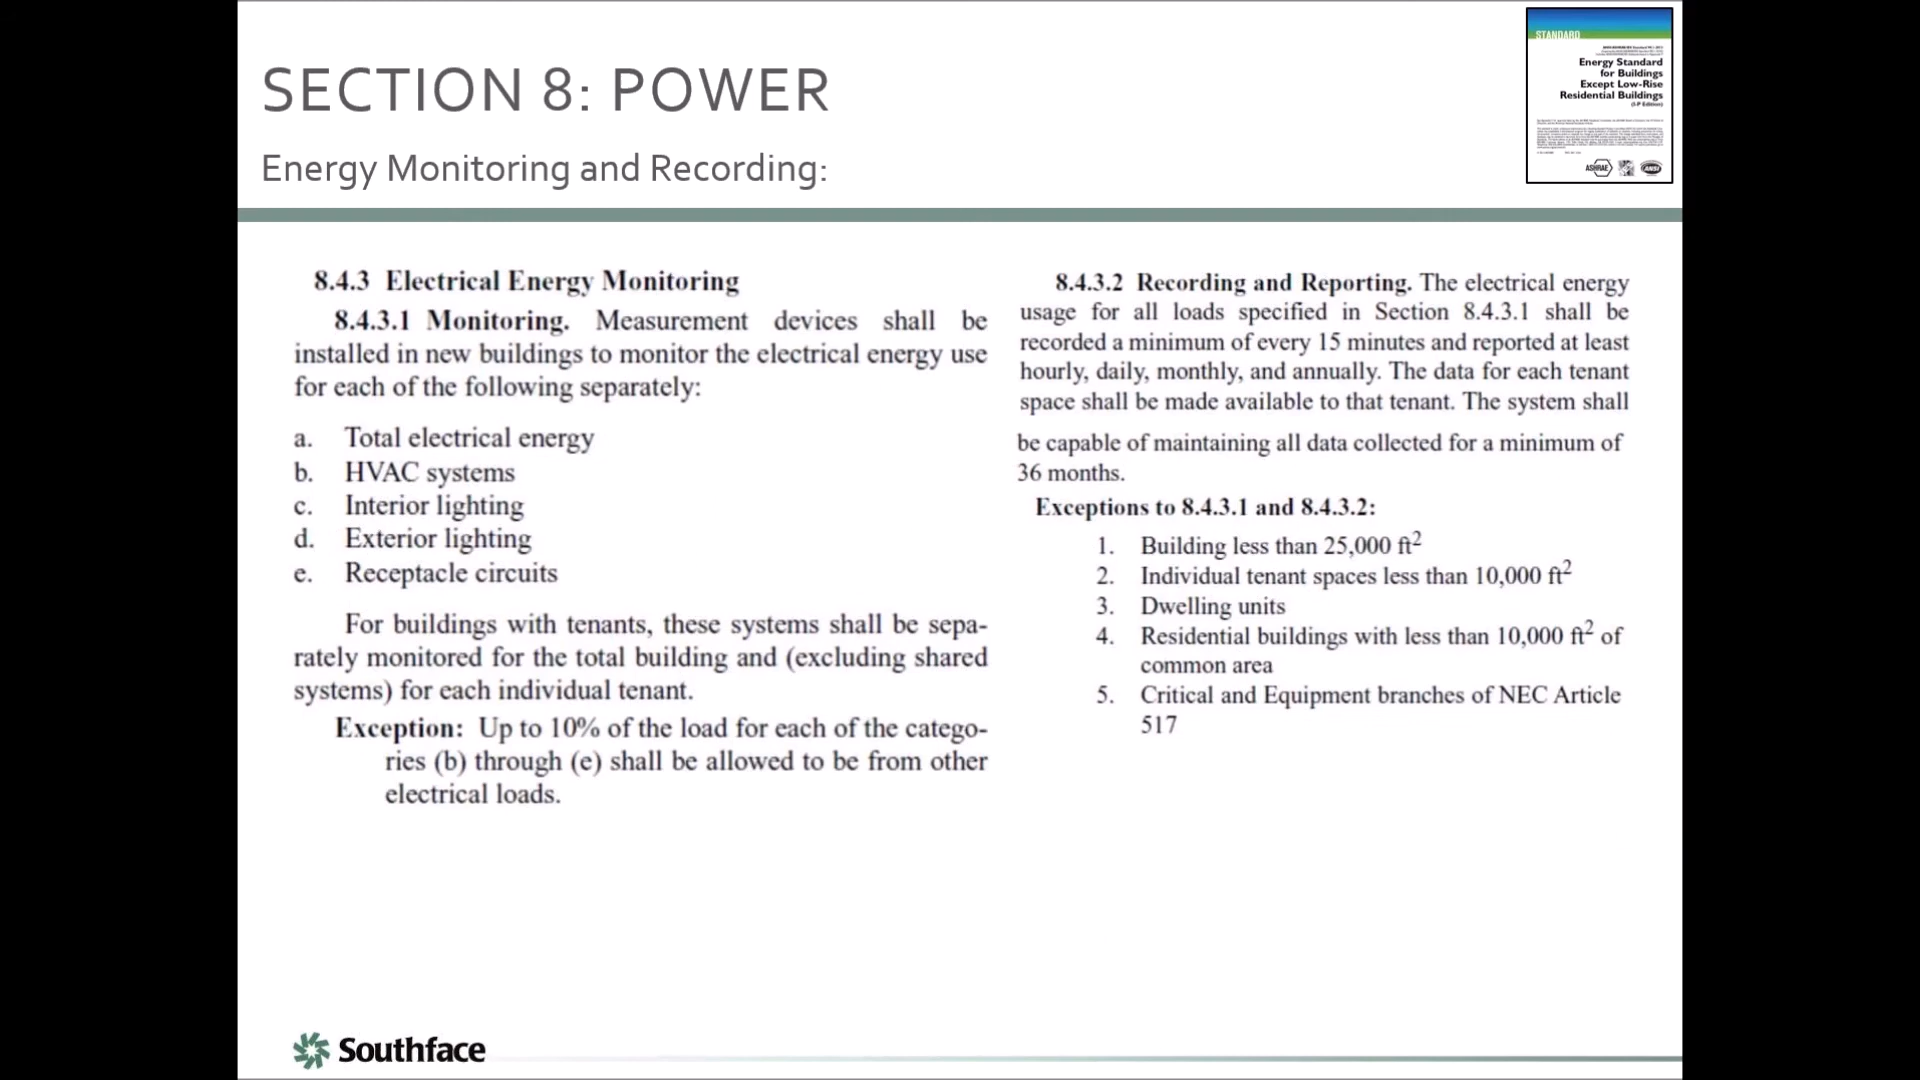 SECTION 8: POWER
Energy Monitoring and Recording:
STANDARD
Energy Standard
for Buildings
Except Low-Rise
Residential Buildings
(I-P Edition)
ASHRAE
ANSI
8.4.3 Electrical Energy Monitoring
8.4.3.1 Monitoring. Measurement devices shall be
installed in new buildings to monitor the electrical energy use
for each of the following separately:
a. Total electrical energy
b. HVAC systems
c. Interior lighting
d. Exterior lighting
e. Receptacle circuits
For buildings with tenants, these systems shall be sepa-
rately monitored for the total building and (excluding shared
systems) for each individual tenant.
Exception: Up to 10% of the load for each of the catego-
ries (b) through (e) shall be allowed to be from other
electrical loads.
8.4.3.2 Recording and Reporting. The electrical energy
usage for all loads specified in Section 8.4.3.1 shall be
recorded a minimum of every 15 minutes and reported at least
hourly, daily, monthly, and annually. The data for each tenant
space shall be made available to that tenant. The system shall
be capable of maintaining all data collected for a minimum of
36 months.
Exceptions to 8.4.3.1 and 8.4.3.2:
1. Building less than 25,000 ft²
2. Individual tenant spaces less than 10,000 ft²
3. Dwelling units
4. Residential buildings with less than 10,000 ft² of
common area
5. Critical and Equipment branches of NEC Article
517
Southface